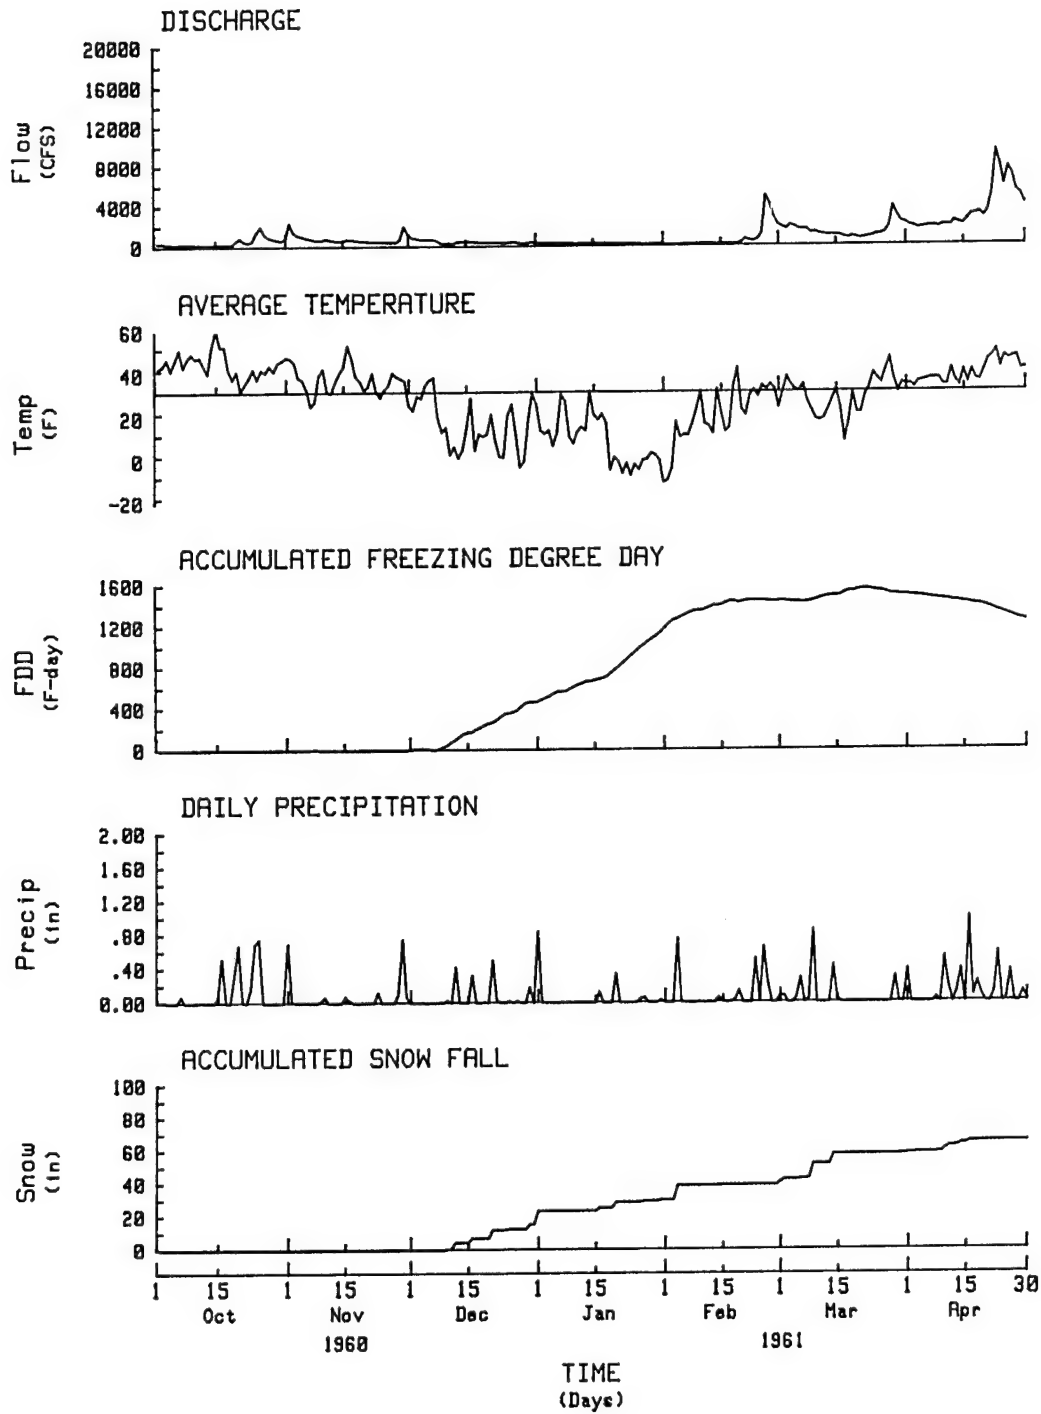 DISCHARGE
20000
16000
12000
8000
4000
0
Flow
(CFS)
AVERAGE TEMPERATURE
60
40
20
0
-20
Temp
(F)
ACCUMULATED FREEZING DEGREE DAY
1600
1200
800
400
0
FDD
(F-day)
DAILY PRECIPITATION
2.00
1.60
1.20
.80
.40
0.00
Precip
(in)
ACCUMULATED SNOW FALL
100
80
60
40
20
0
Snow
(in)
1 15 1 15 1 15 1 15 1 15 1 15 1 15 30
Oct Nov Dec Jan Feb Mar Apr
1960 1961
TIME
(Days)